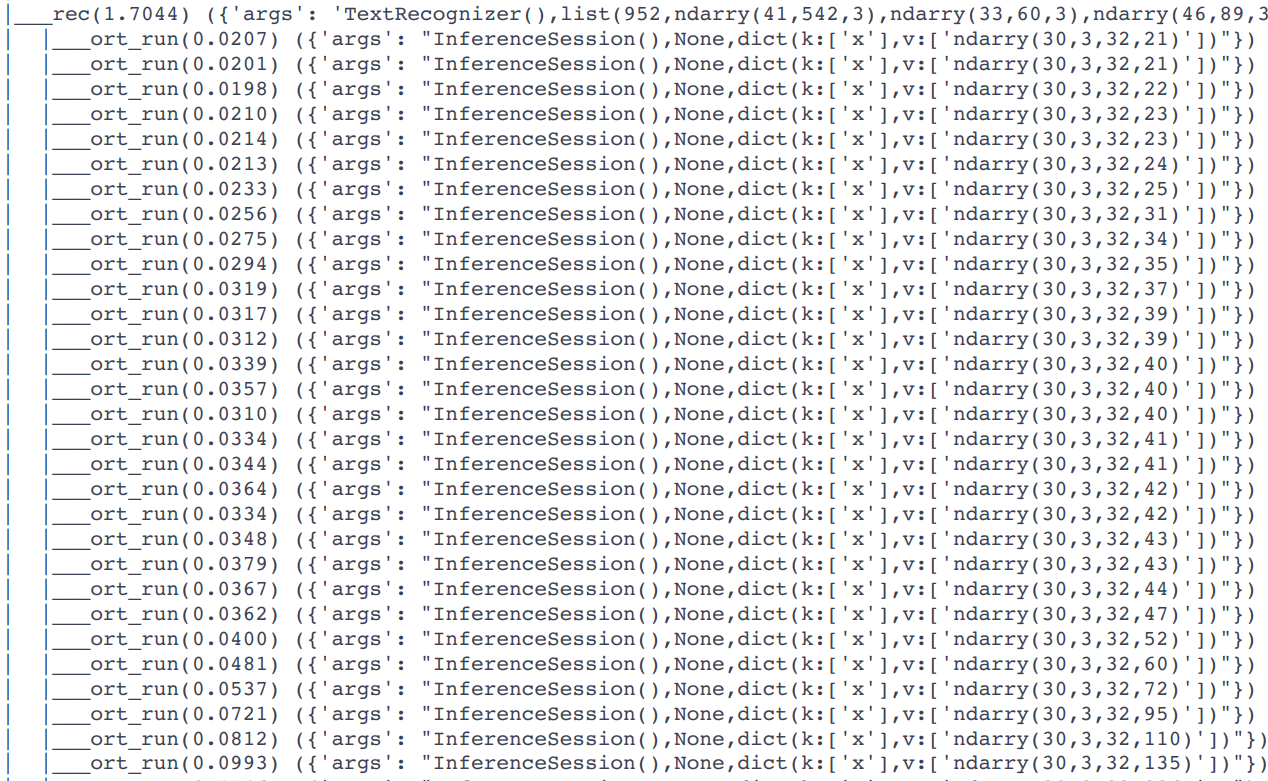 ___rec(1.7044) ({'args': 'TextRecognizer(),list(952,ndarry(41,542,3),ndarry(33,60,3),ndarry(46,89,3
| |___ort_run(0.0207) ({'args': "InferenceSession(),None,dict(k:['x'],v:['ndarry(30,3,32,21)'])"})
| |___ort_run(0.0201) ({'args': "InferenceSession(),None,dict(k:['x'],v:['ndarry(30,3,32,21)'])"})
| |___ort_run(0.0198) ({'args': "InferenceSession(),None,dict(k:['x'],v:['ndarry(30,3,32,22)'])"})
| |___ort_run(0.0210) ({'args': "InferenceSession(),None,dict(k:['x'],v:['ndarry(30,3,32,23)'])"})
| |___ort_run(0.0214) ({'args': "InferenceSession(),None,dict(k:['x'],v:['ndarry(30,3,32,23)'])"})
| |___ort_run(0.0213) ({'args': "InferenceSession(),None,dict(k:['x'],v:['ndarry(30,3,32,24)'])"})
| |___ort_run(0.0233) ({'args': "InferenceSession(),None,dict(k:['x'],v:['ndarry(30,3,32,25)'])"})
| |___ort_run(0.0256) ({'args': "InferenceSession(),None,dict(k:['x'],v:['ndarry(30,3,32,31)'])"})
| |___ort_run(0.0275) ({'args': "InferenceSession(),None,dict(k:['x'],v:['ndarry(30,3,32,34)'])"})
| |___ort_run(0.0294) ({'args': "InferenceSession(),None,dict(k:['x'],v:['ndarry(30,3,32,35)'])"})
| |___ort_run(0.0319) ({'args': "InferenceSession(),None,dict(k:['x'],v:['ndarry(30,3,32,37)'])"})
| |___ort_run(0.0317) ({'args': "InferenceSession(),None,dict(k:['x'],v:['ndarry(30,3,32,39)'])"})
| |___ort_run(0.0312) ({'args': "InferenceSession(),None,dict(k:['x'],v:['ndarry(30,3,32,39)'])"})
| |___ort_run(0.0339) ({'args': "InferenceSession(),None,dict(k:['x'],v:['ndarry(30,3,32,40)'])"})
| |___ort_run(0.0357) ({'args': "InferenceSession(),None,dict(k:['x'],v:['ndarry(30,3,32,40)'])"})
| |___ort_run(0.0310) ({'args': "InferenceSession(),None,dict(k:['x'],v:['ndarry(30,3,32,40)'])"})
| |___ort_run(0.0334) ({'args': "InferenceSession(),None,dict(k:['x'],v:['ndarry(30,3,32,41)'])"})
| |___ort_run(0.0344) ({'args': "InferenceSession(),None,dict(k:['x'],v:['ndarry(30,3,32,41)'])"})
| |___ort_run(0.0364) ({'args': "InferenceSession(),None,dict(k:['x'],v:['ndarry(30,3,32,42)'])"})
| |___ort_run(0.0334) ({'args': "InferenceSession(),None,dict(k:['x'],v:['ndarry(30,3,32,42)'])"})
| |___ort_run(0.0348) ({'args': "InferenceSession(),None,dict(k:['x'],v:['ndarry(30,3,32,43)'])"})
| |___ort_run(0.0379) ({'args': "InferenceSession(),None,dict(k:['x'],v:['ndarry(30,3,32,43)'])"})
| |___ort_run(0.0367) ({'args': "InferenceSession(),None,dict(k:['x'],v:['ndarry(30,3,32,44)'])"})
| |___ort_run(0.0362) ({'args': "InferenceSession(),None,dict(k:['x'],v:['ndarry(30,3,32,47)'])"})
| |___ort_run(0.0400) ({'args': "InferenceSession(),None,dict(k:['x'],v:['ndarry(30,3,32,52)'])"})
| |___ort_run(0.0481) ({'args': "InferenceSession(),None,dict(k:['x'],v:['ndarry(30,3,32,60)'])"})
| |___ort_run(0.0537) ({'args': "InferenceSession(),None,dict(k:['x'],v:['ndarry(30,3,32,72)'])"})
| |___ort_run(0.0721) ({'args': "InferenceSession(),None,dict(k:['x'],v:['ndarry(30,3,32,95)'])"})
| |___ort_run(0.0812) ({'args': "InferenceSession(),None,dict(k:['x'],v:['ndarry(30,3,32,110)'])"})
| |___ort_run(0.0993) ({'args': "InferenceSession(),None,dict(k:['x'],v:['ndarry(30,3,32,135)'])"})